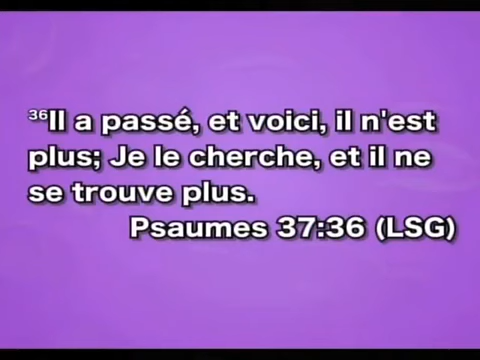 36Il a passé, et voici, il n'est
plus; Je le cherche, et il ne
se trouve plus.
Psaumes 37:36 (LSG)